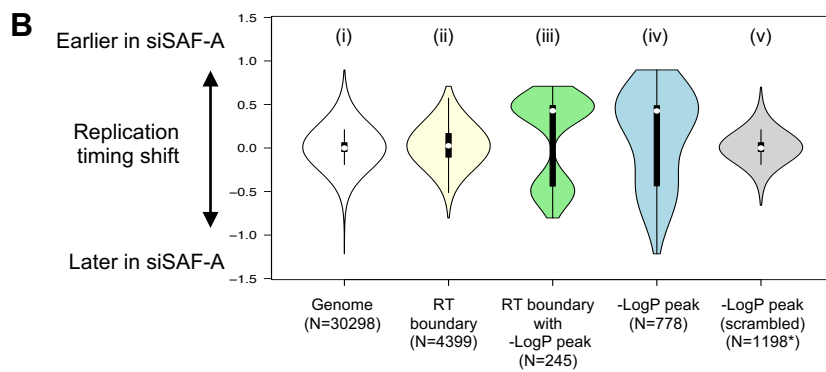 B
Earlier in siSAF-A
Replication
timing shift
Later in siSAF-A
1.5
1.0
0.5
0.0
−0.5
−1.0
−1.5
(i)
(ii)
(iii)
(iv)
(v)
Genome
(N=30298)
RT
boundary
(N=4399)
RT boundary
with
-LogP peak
(N=245)
-LogP peak
(N=778)
-LogP peak
(scrambled)
(N=1198*)